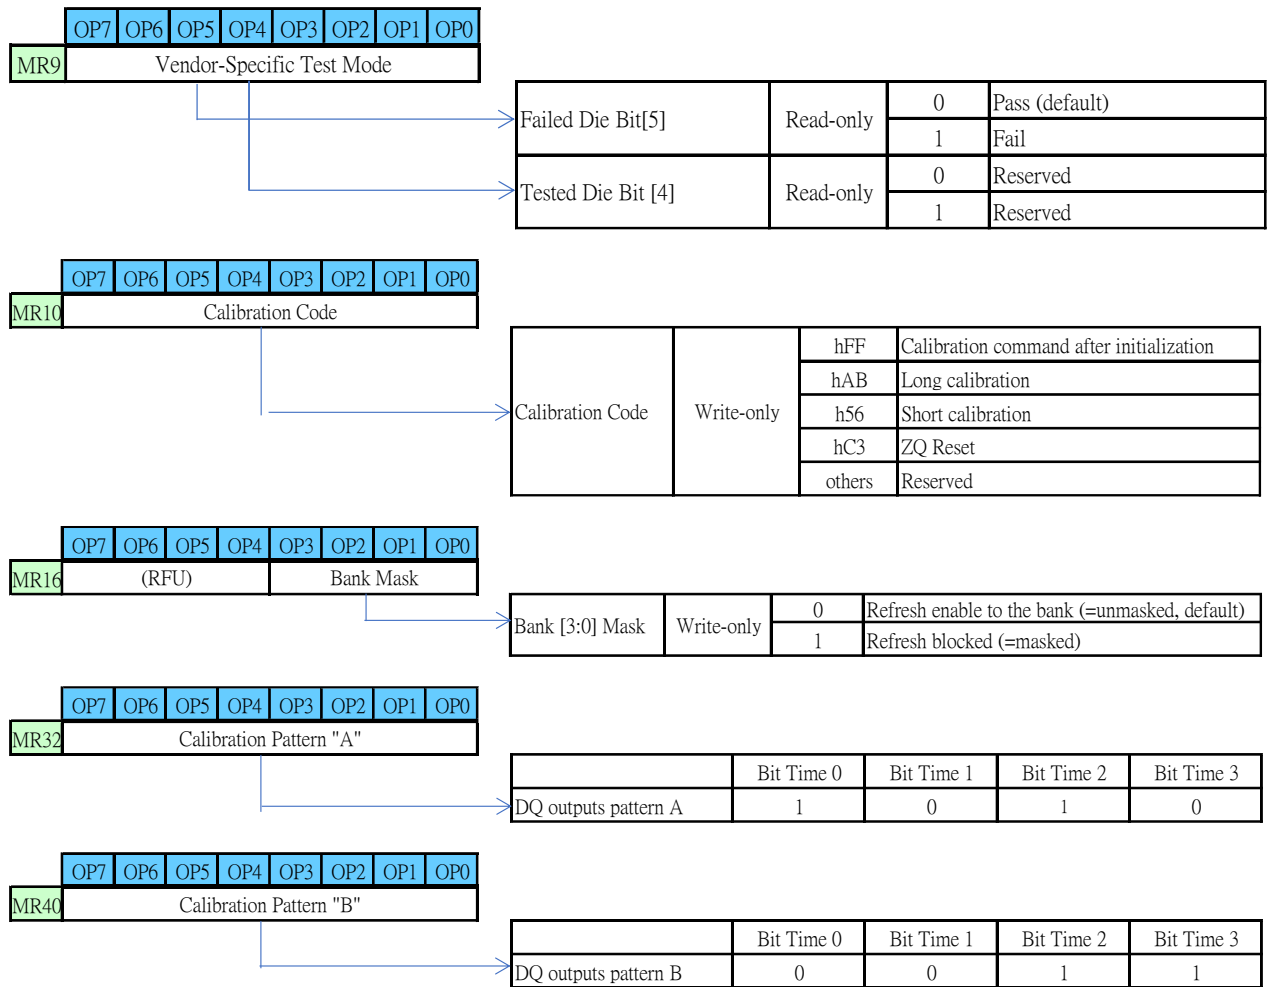 OP7 OP6 OP5 OP4 OP3 OP2 OP1 OP0
MR9 Vendor-Specific Test Mode
Failed Die Bit[5] Read-only 0 Pass (default)
1 Fail
Tested Die Bit [4] Read-only 0 Reserved
1 Reserved
OP7 OP6 OP5 OP4 OP3 OP2 OP1 OP0
MR10 Calibration Code
Calibration Code Write-only hFF Calibration command after initialization
hAB Long calibration
h56 Short calibration
hC3 ZQ Reset
others Reserved
OP7 OP6 OP5 OP4 OP3 OP2 OP1 OP0
MR16 (RFU) Bank Mask
Bank [3:0] Mask Write-only 0 Refresh enable to the bank (=unmasked, default)
1 Refresh blocked (=masked)
OP7 OP6 OP5 OP4 OP3 OP2 OP1 OP0
MR32 Calibration Pattern "A"
Bit Time 0 Bit Time 1 Bit Time 2 Bit Time 3
DQ outputs pattern A 1 0 1 0
OP7 OP6 OP5 OP4 OP3 OP2 OP1 OP0
MR40 Calibration Pattern "B"
Bit Time 0 Bit Time 1 Bit Time 2 Bit Time 3
DQ outputs pattern B 0 0 1 1